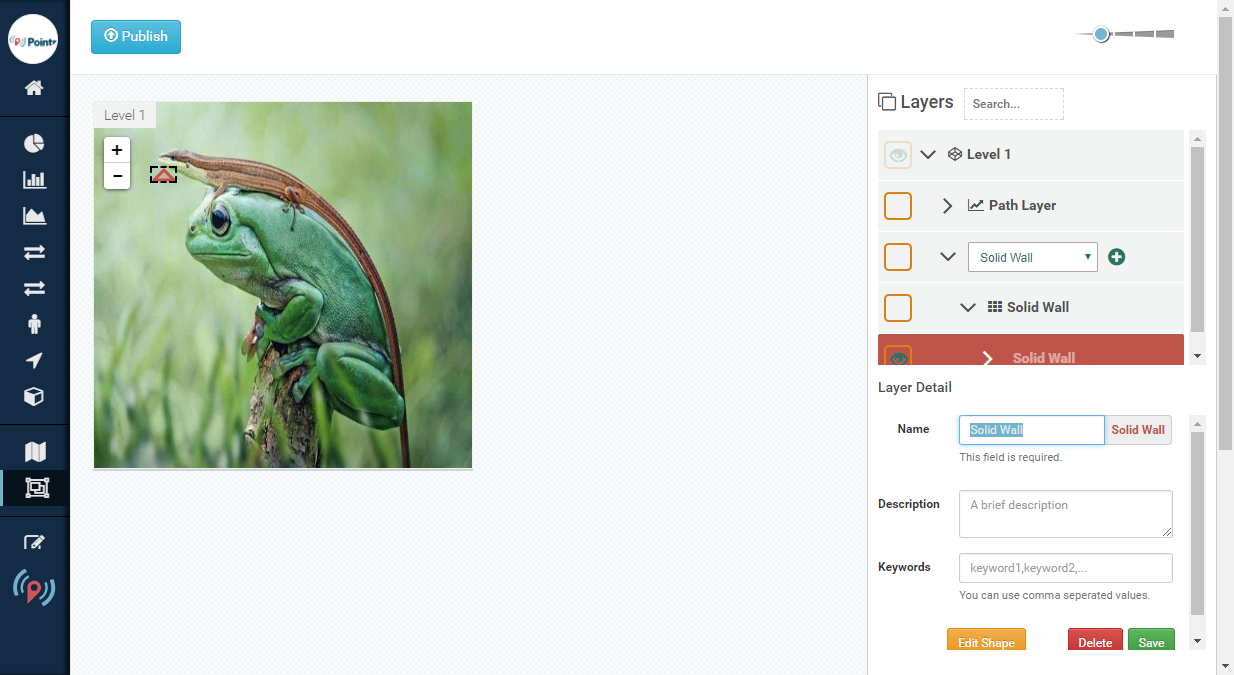 Pointr
Publish
Level 1
+
−
Layers
Search...
Level 1
Path Layer
Solid Wall
Solid Wall
Solid Wall
Layer Detail
Name
Solid Wall
Solid Wall
This field is required.
Description
A brief description
Keywords
keyword1,keyword2,...
You can use comma seperated values.
Edit Shape
Delete
Save